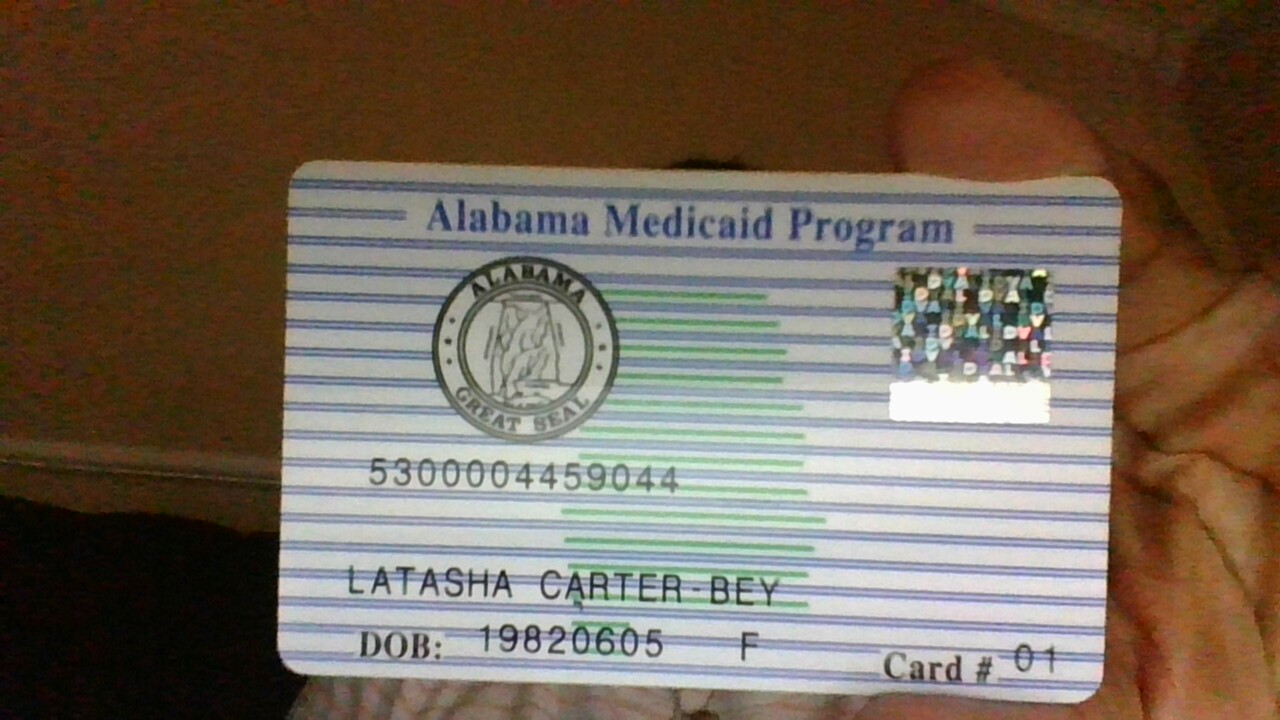 Alabama Medicaid Program
ALABAMA
GREAT SEAL
5300004459044
LATASHA CARTER-BEY
DOB: 19820605 F
Card # 01